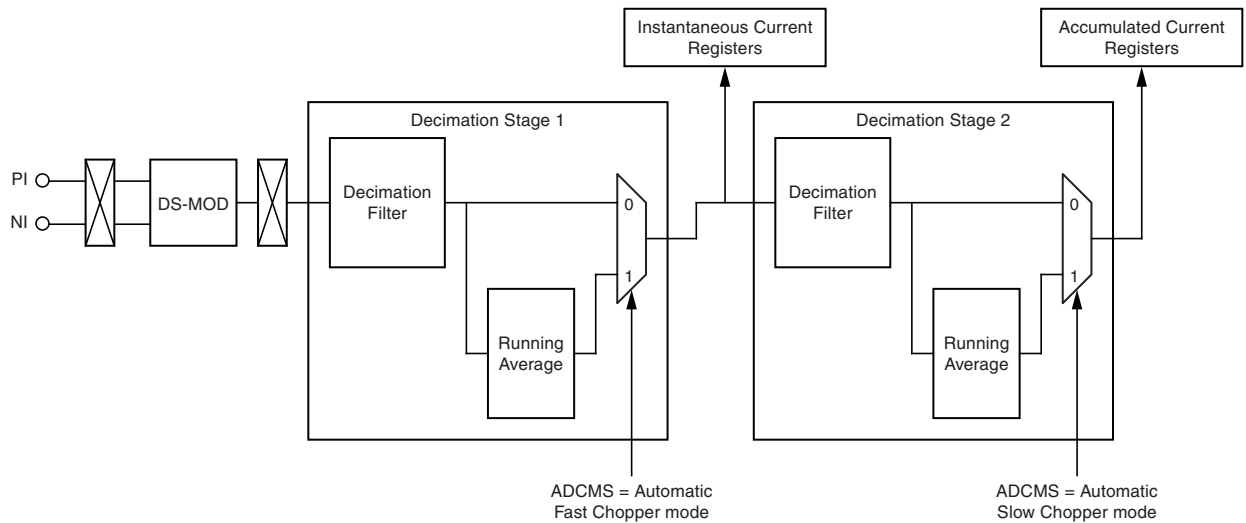 Instantaneous Current
Registers
Accumulated Current
Registers
Decimation Stage 1
Decimation Stage 2
PI
NI
DS-MOD
Decimation
Filter
0
1
Running
Average
Decimation
Filter
0
1
Running
Average
ADCMS = Automatic
Fast Chopper mode
ADCMS = Automatic
Slow Chopper mode